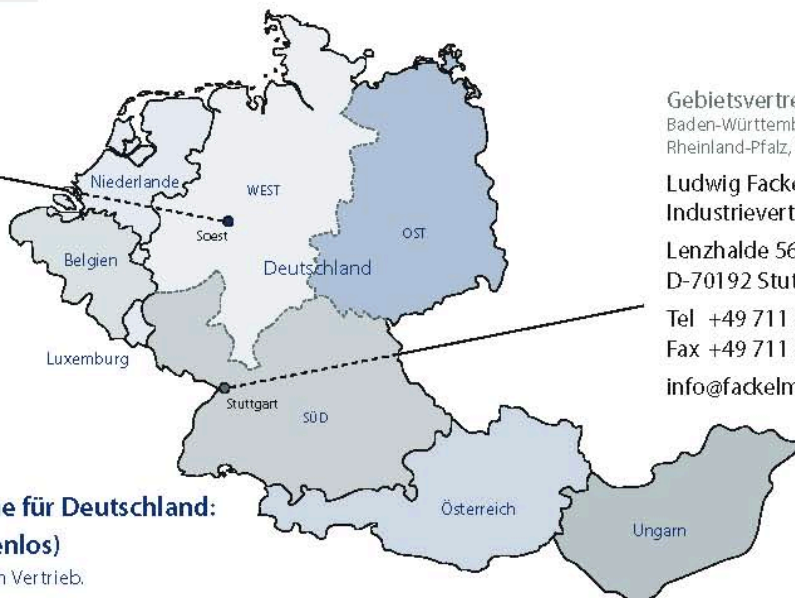 Niederlande
WEST
Soest
OST
Belgien
Deutschland
Luxemburg
Stuttgart
SÜD
Österreich
Ungarn
Gebietsvertre
Baden-Württemb
Rheinland-Pfalz,
Ludwig Facke
Industrievert
Lenzhalde 56
D-70192 Stut
Tel +49 711
Fax +49 711
info@fackelm
e für Deutschland:
enlos)
n Vertrieb.